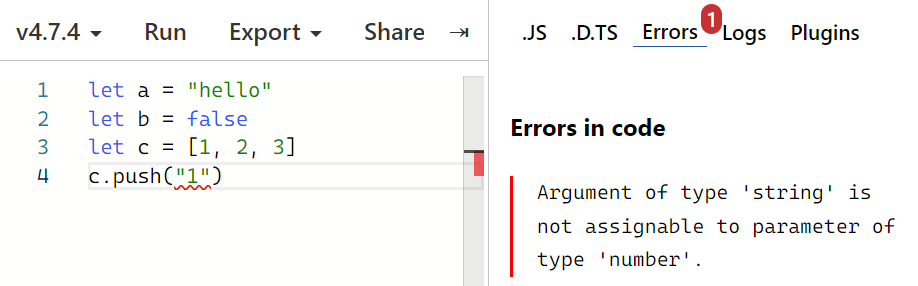 v4.7.4 Run Export Share
.JS .D.TS Errors 1 Logs Plugins
1 let a = "hello"
2 let b = false
3 let c = [1, 2, 3]
4 c.push("1")
Errors in code
Argument of type 'string' is
not assignable to parameter of
type 'number'.